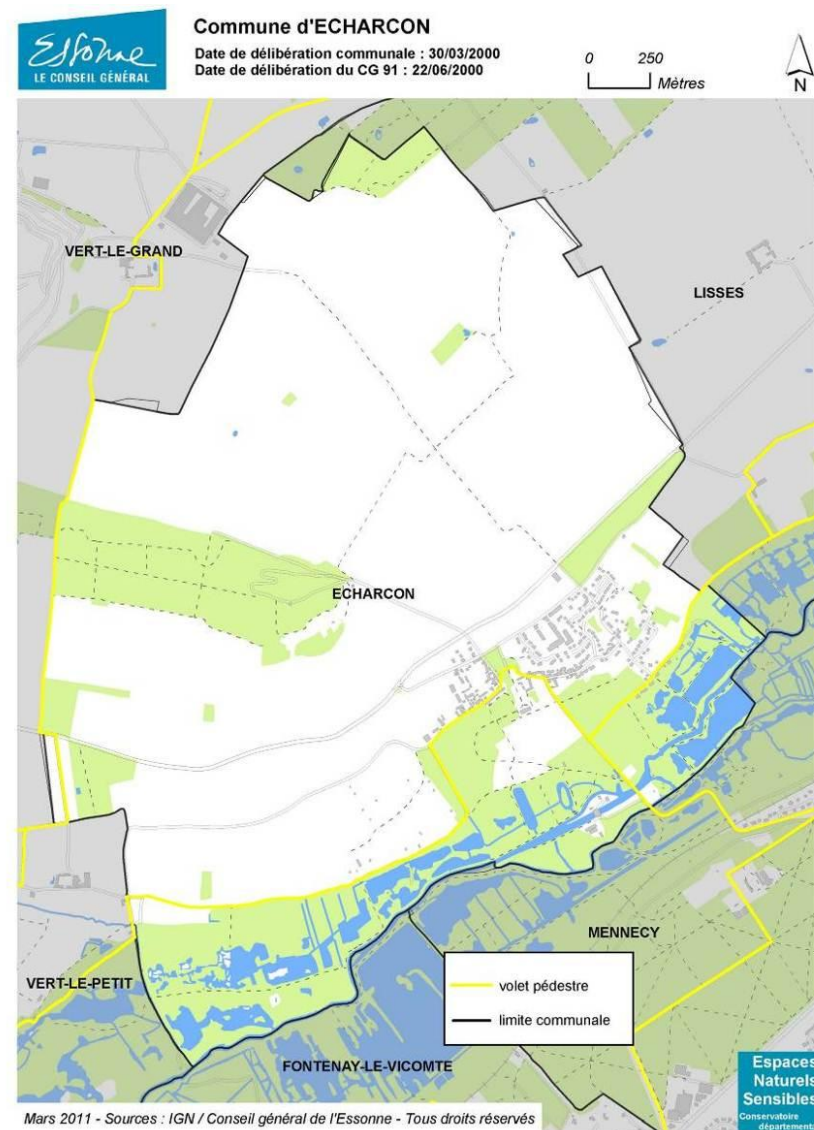 Essonne
LE CONSEIL GÉNÉRAL
Commune d'ECHARCON
Date de délibération communale : 30/03/2000
Date de délibération du CG 91 : 22/06/2000
0 250
Mètres
N
VERT-LE-GRAND
LISSES
ECHARCON
MENNECY
VERT-LE-PETIT
FONTENAY-LE-VICOMTE
volet pédestre
limite communale
Espaces
Naturels
Sensibles
Conservatoire
départementa
Mars 2011 - Sources : IGN / Conseil général de l'Essonne - Tous droits réservés